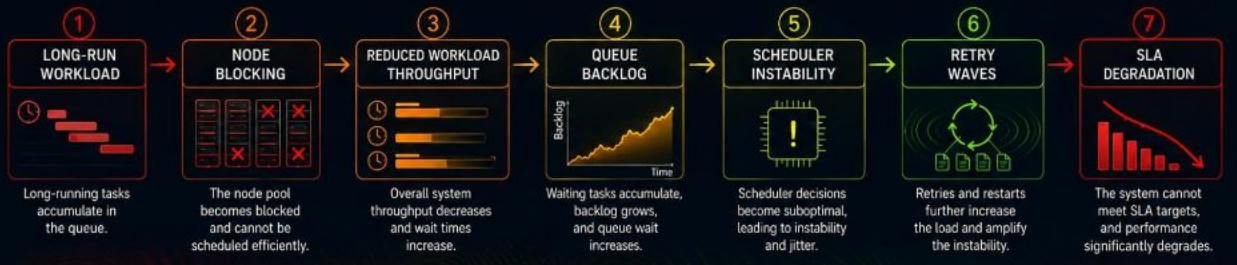 1
LONG-RUN
WORKLOAD
Long-running tasks
accumulate in
the queue.
2
NODE
BLOCKING
The node pool
becomes blocked
and cannot be
scheduled efficiently.
3
REDUCED WORKLOAD
THROUGHPUT
Overall system
throughput decreases
and wait times
increase.
4
QUEUE
BACKLOG
Backlog
Time
Waiting tasks accumulate,
backlog grows,
and queue wait
increases.
5
SCHEDULER
INSTABILITY
!
Scheduler decisions
become suboptimal,
leading to instability
and jitter.
6
RETRY
WAVES
Retries and restarts
further increase
the load and amplify
the instability.
7
SLA
DEGRADATION
The system cannot
meet SLA targets,
and performance
significantly degrades.